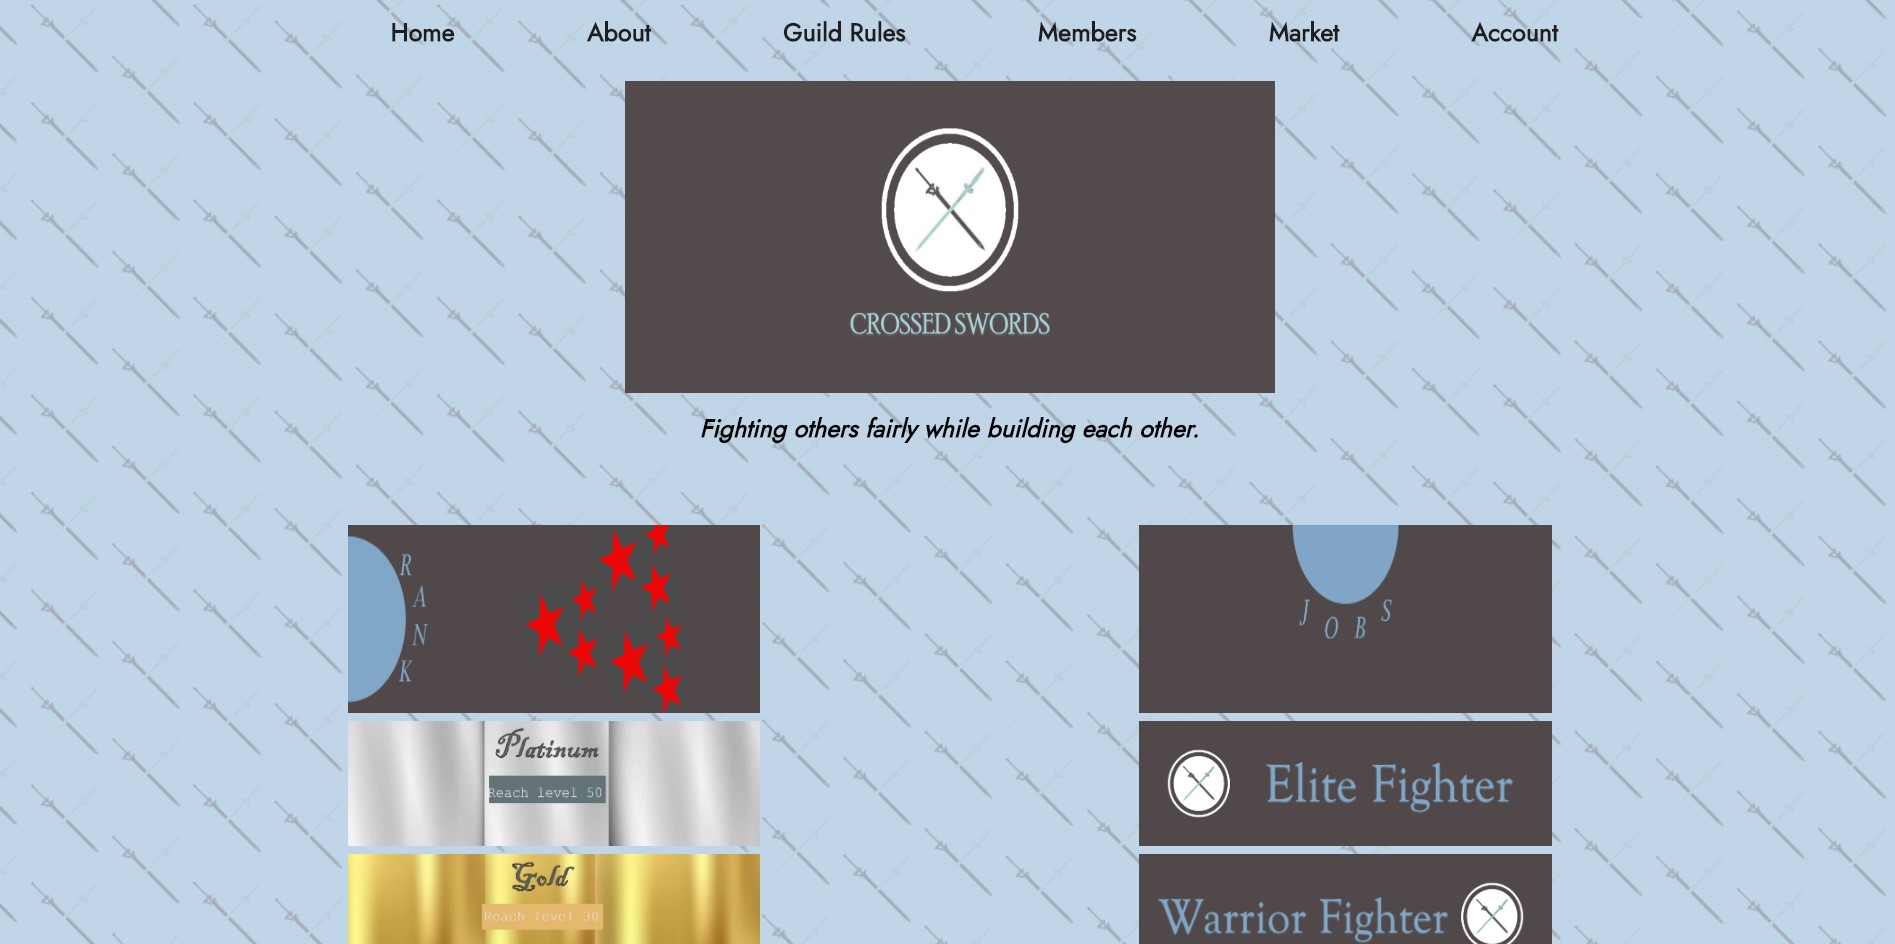 Home About Guild Rules Members Market Account
CROSSED SWORDS
Fighting others fairly while building each other.
RANK
Platinum
Reach level 50
Gold
Reach level 30
JOBS
Elite Fighter
Warrior Fighter